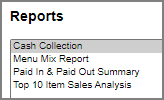 Reports
Cash Collection
Menu Mix Report
Paid In & Paid Out Summary
Top 10 Item Sales Analysis